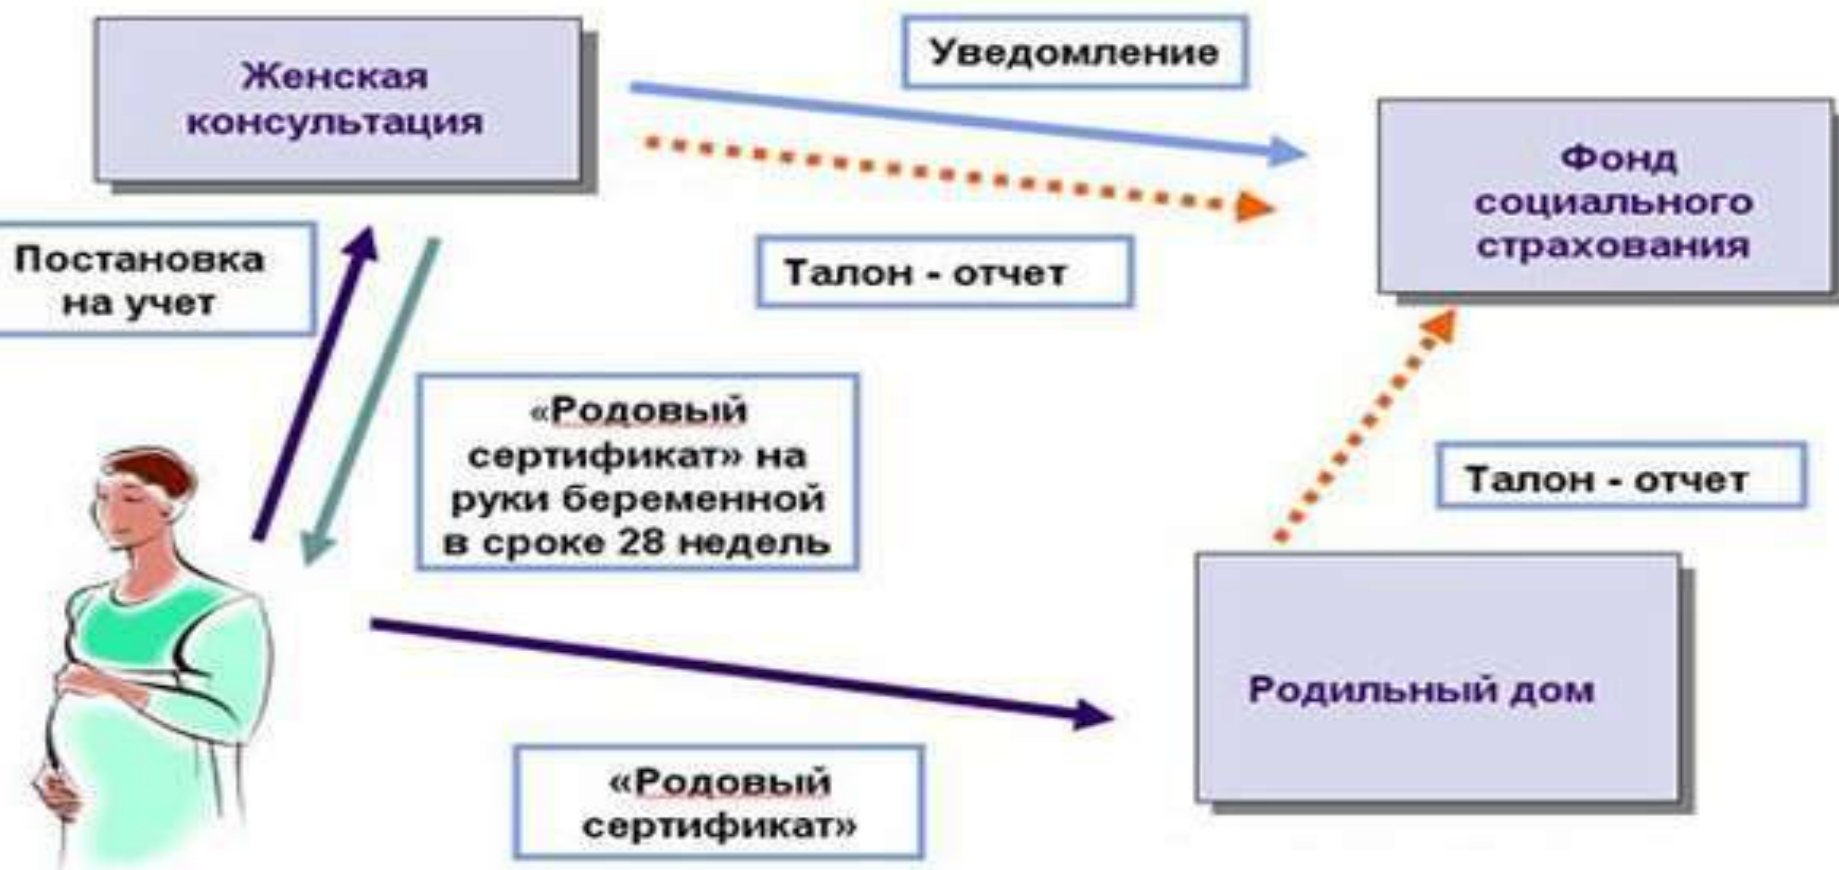 Женская
консультация
Уведомление
Фонд
социального
страхования
Талон - отчет
Постановка
на учет
«Родовый
сертификат» на
руки беременной
в сроке 28 недель
Талон - отчет
Родильный дом
«Родовый
сертификат»